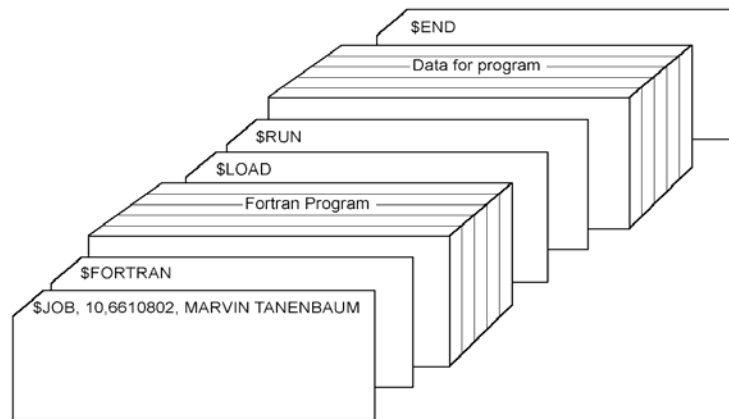 $END
Data for program
$RUN
$LOAD
Fortran Program
$FORTRAN
$JOB, 10,6610802, MARVIN TANENBAUM